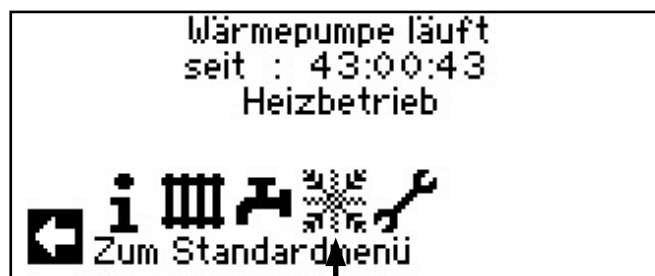 Wärmepumpe läuft
seit : 43:00:43
Heizbetrieb
Zum Standardmenü